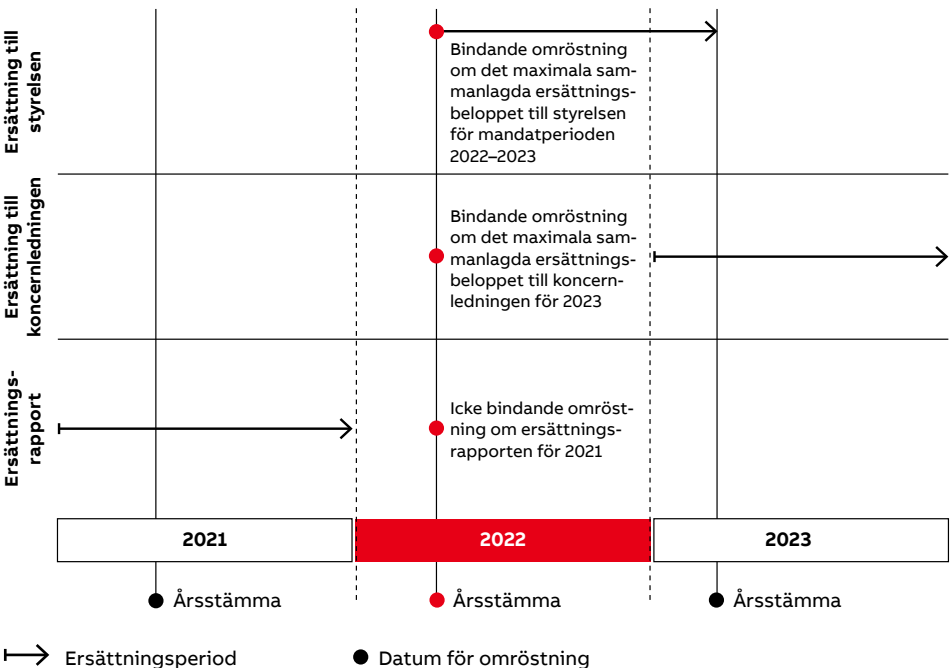 Ersättning till
styrelsen
Bindande omröstning
om det maximala sam-
manlagda ersättnings-
beloppet till styrelsen
för mandatperioden
2022–2023
Ersättning till
koncernledningen
Bindande omröstning
om det maximala sam-
manlagda ersättnings-
beloppet till koncern-
ledningen för 2023
Ersättnings-
rapport
Icke bindande omröst-
ning om ersättnings-
rapporten för 2021
2021
2022
2023
Årsstämma
Årsstämma
Årsstämma
Ersättningsperiod
Datum för omröstning